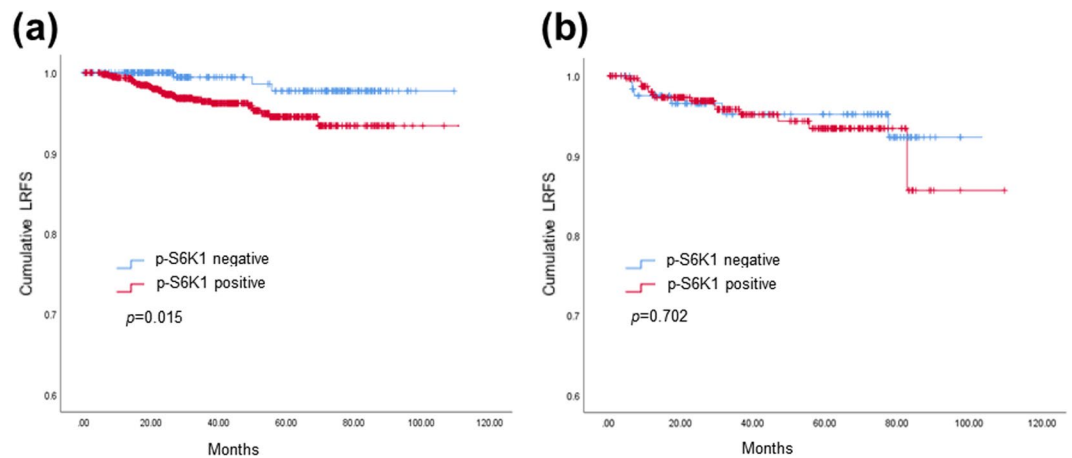 (a)
1.0
0.9
0.8
0.7
0.6
Cumulative LRFS
p-S6K1 negative
p-S6K1 positive
p=0.015
.00 20.00 40.00 60.00 80.00 100.00 120.00
Months
(b)
1.0
0.9
0.8
0.7
0.6
Cumulative LRFS
p-S6K1 negative
p-S6K1 positive
p=0.702
.00 20.00 40.00 60.00 80.00 100.00 120.00
Months